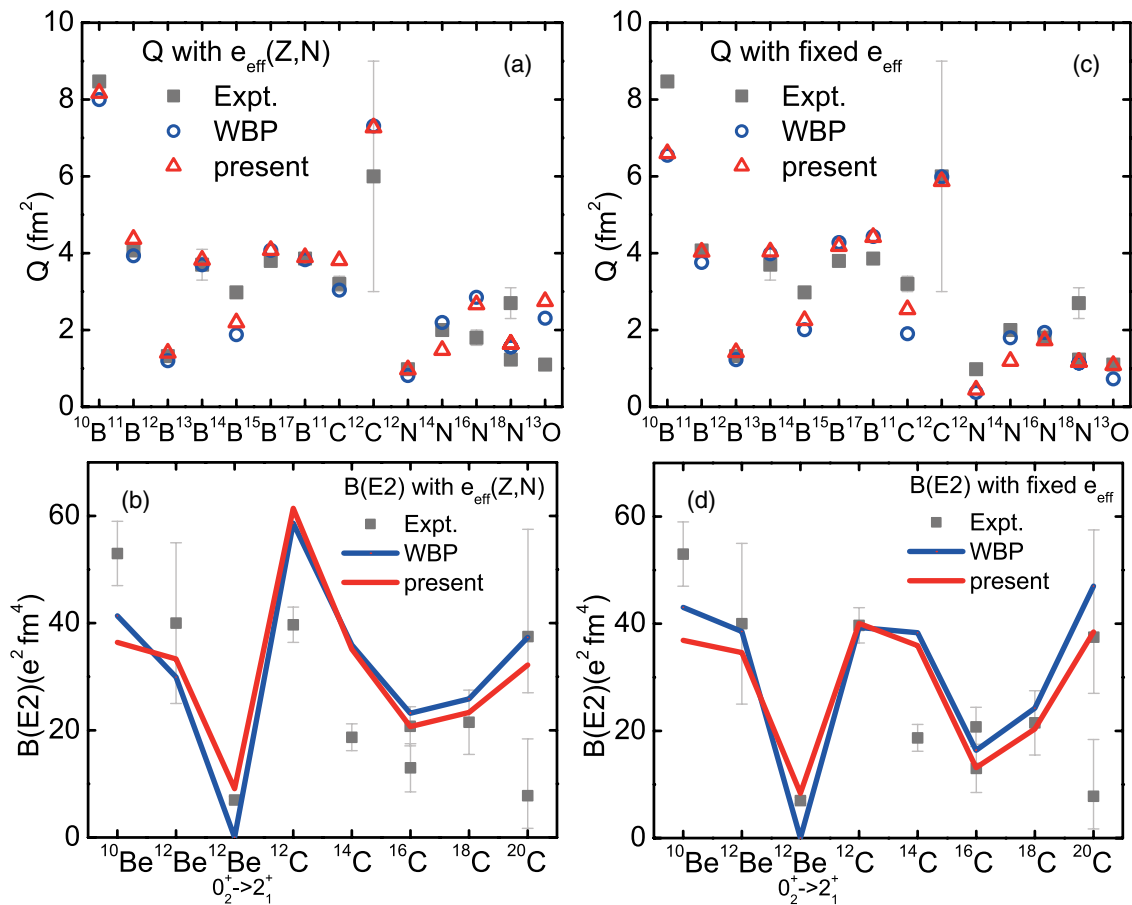 Q with e_eff(Z,N)
(a)
Expt.
WBP
present
Q (fm²)
10
8
6
4
2
0
¹⁰B ¹¹B ¹²B ¹³B ¹⁴B ¹⁵B ¹⁷B ¹¹C ¹²C ¹²N ¹⁴N ¹⁶N ¹⁸N ¹³O
Q with fixed e_eff
(c)
Expt.
WBP
present
Q (fm²)
10
8
6
4
2
0
¹⁰B ¹¹B ¹²B ¹³B ¹⁴B ¹⁵B ¹⁷B ¹¹C ¹²C ¹²N ¹⁴N ¹⁶N ¹⁸N ¹³O
(b)
B(E2) with e_eff(Z,N)
Expt.
WBP
present
B(E2)(e² fm⁴)
60
40
20
0
¹⁰Be ¹²Be ¹²Be ¹²C ¹⁴C ¹⁶C ¹⁸C ²⁰C
0₂⁺->2₁⁺
(d)
B(E2) with fixed e_eff
Expt.
WBP
present
B(E2)(e² fm⁴)
60
40
20
0
¹⁰Be ¹²Be ¹²Be ¹²C ¹⁴C ¹⁶C ¹⁸C ²⁰C
0₂⁺->2₁⁺